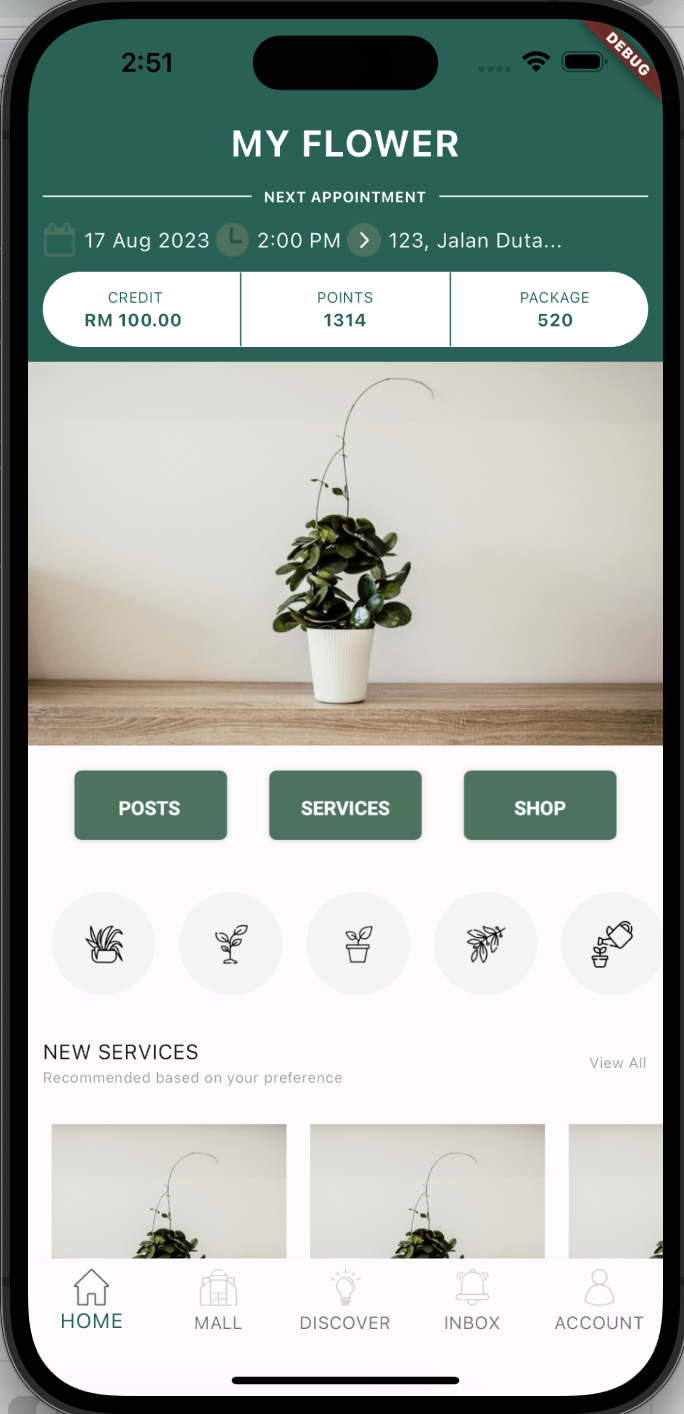 2:51
DEBUG
MY FLOWER
NEXT APPOINTMENT
17 Aug 2023 2:00 PM 123, Jalan Duta...
CREDIT POINTS PACKAGE
RM 100.00 1314 520
POSTS SERVICES SHOP
NEW SERVICES
View All
Recommended based on your preference
HOME MALL DISCOVER INBOX ACCOUNT